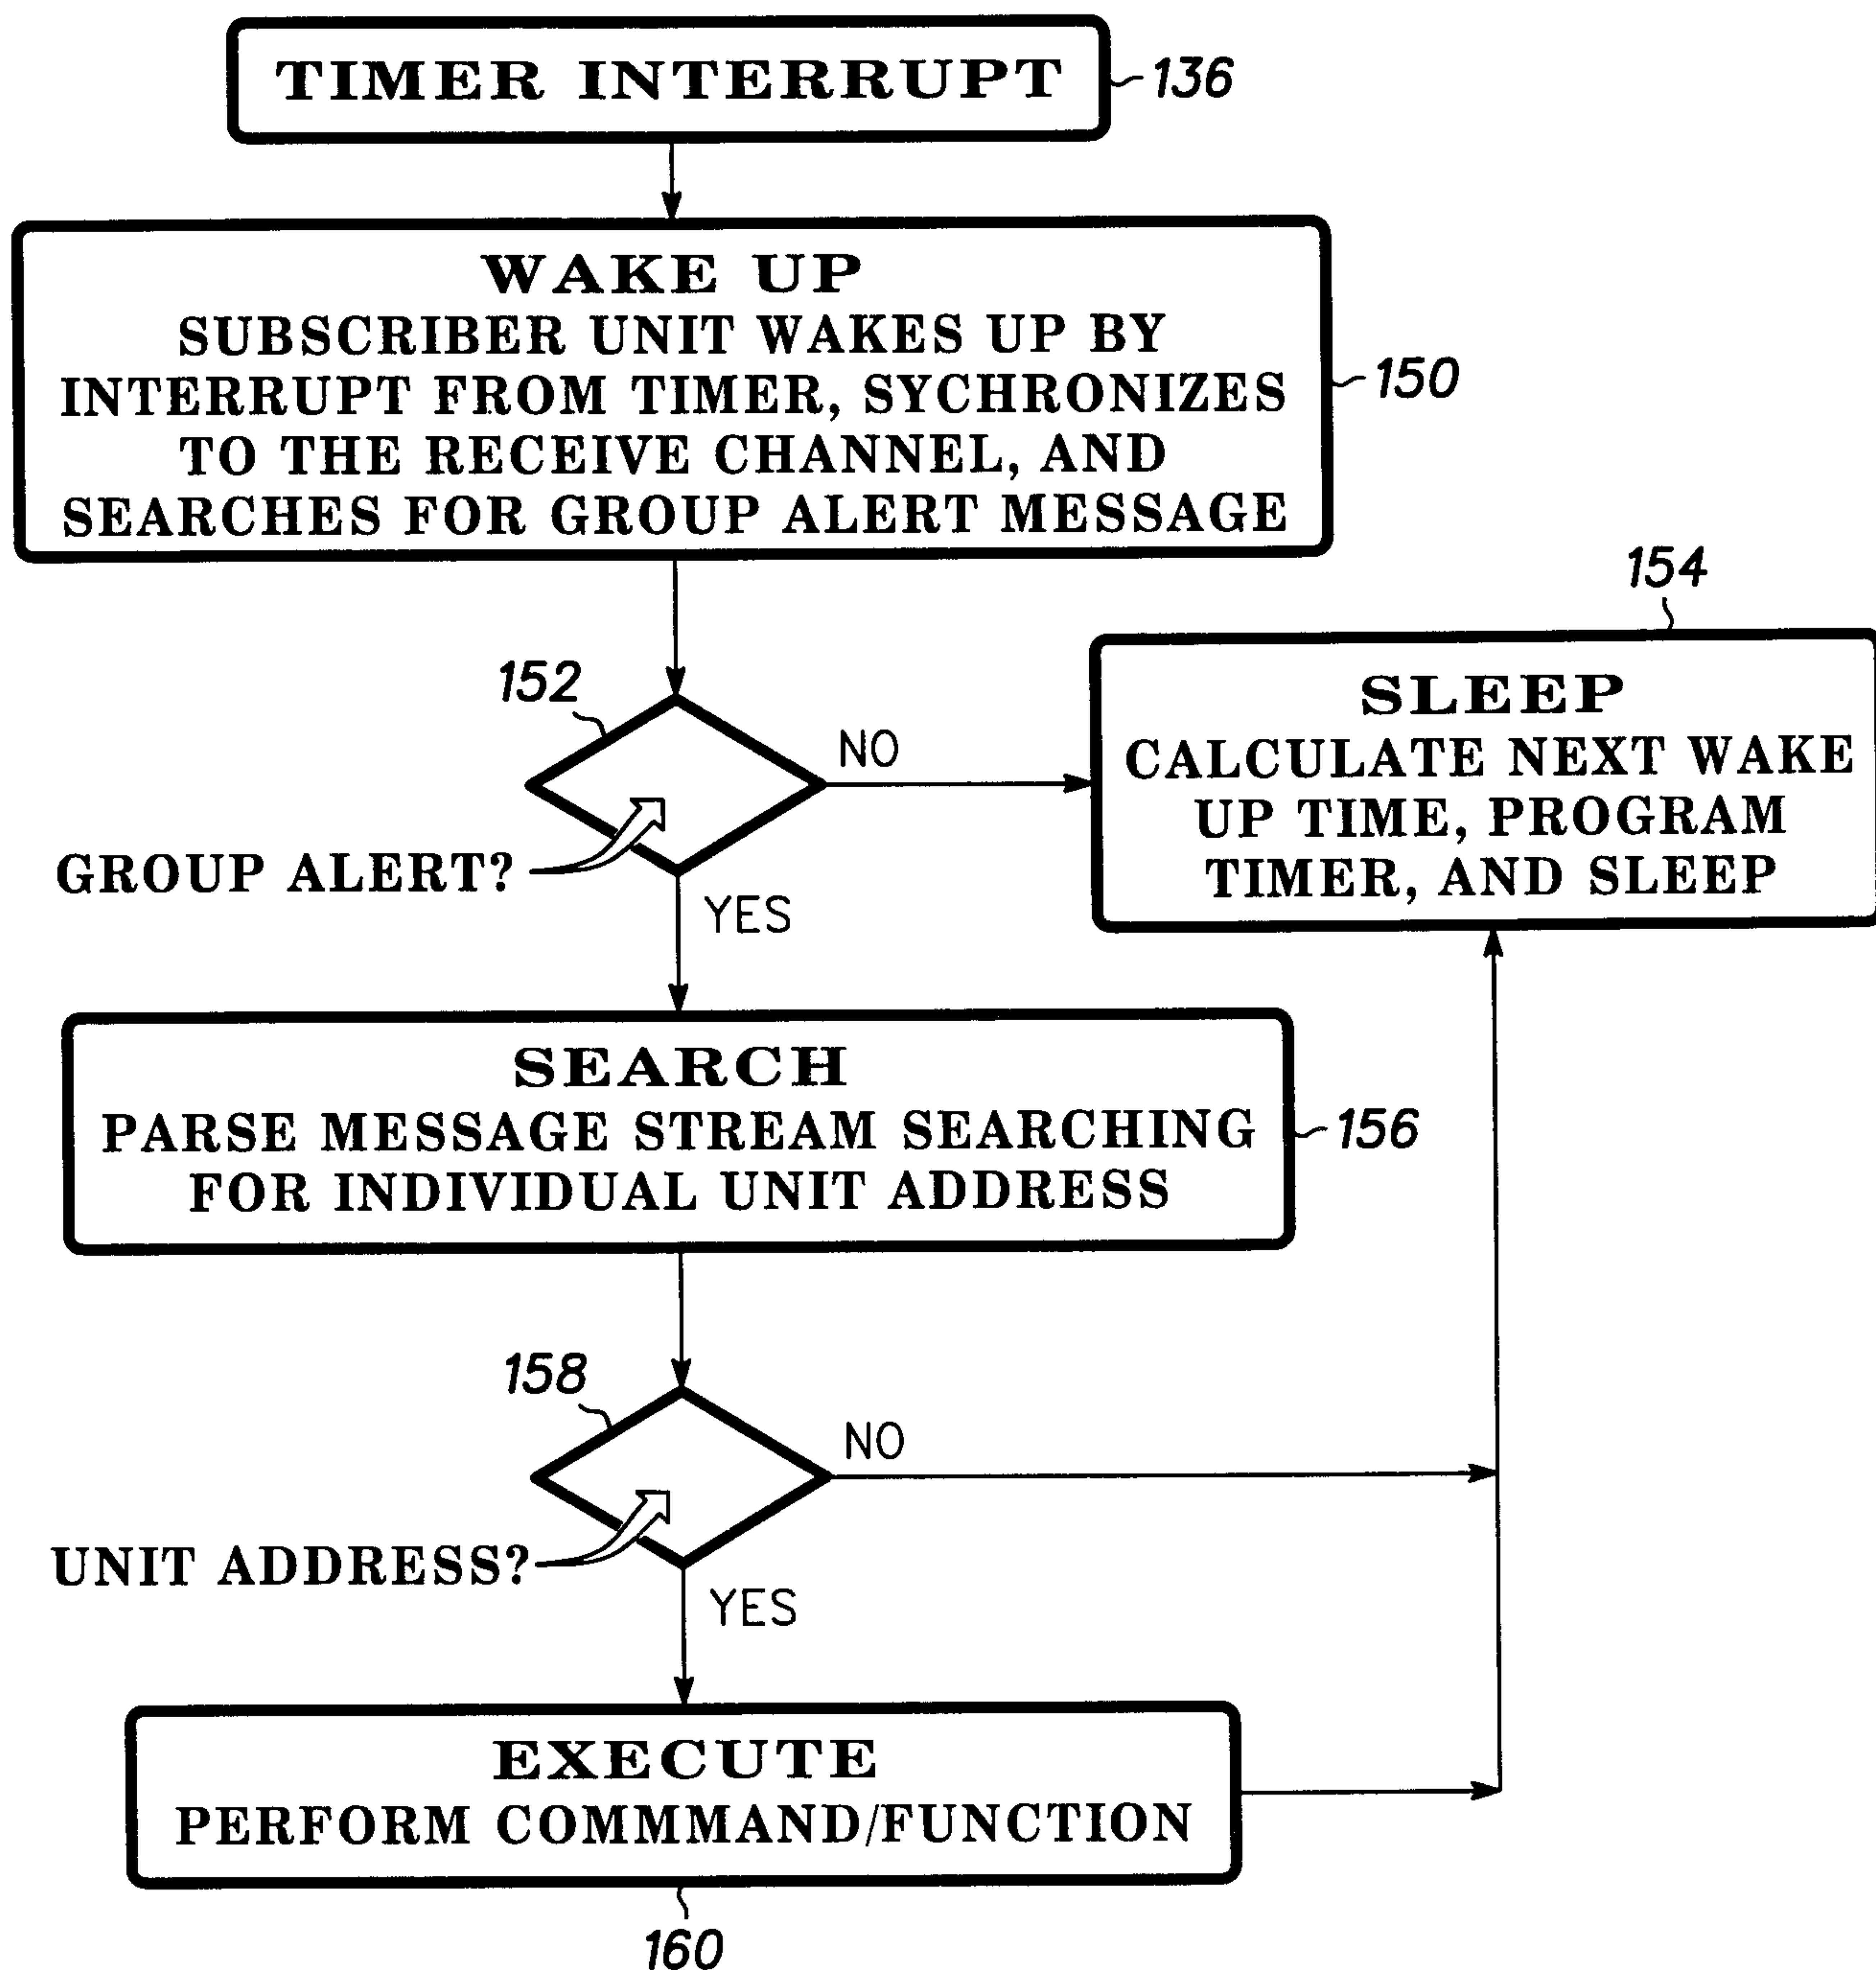 TIMER INTERRUPT
136
WAKE UP
SUBSCRIBER UNIT WAKES UP BY
INTERRUPT FROM TIMER, SYCHRONIZES
TO THE RECEIVE CHANNEL, AND
SEARCHES FOR GROUP ALERT MESSAGE
150
152
GROUP ALERT?
NO
YES
154
SLEEP
CALCULATE NEXT WAKE
UP TIME, PROGRAM
TIMER, AND SLEEP
SEARCH
PARSE MESSAGE STREAM SEARCHING
FOR INDIVIDUAL UNIT ADDRESS
156
158
UNIT ADDRESS?
NO
YES
EXECUTE
PERFORM COMMMAND/FUNCTION
160